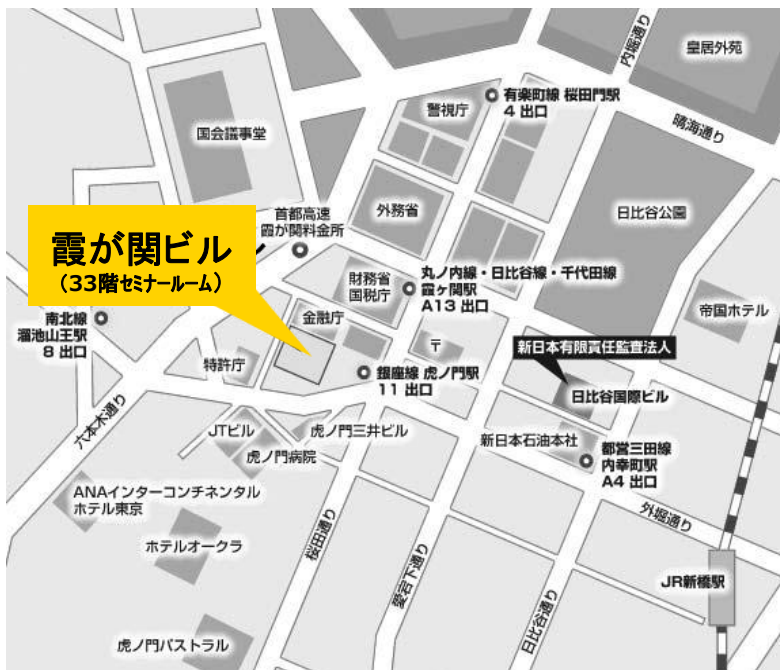 皇居外苑
内堀通り
晴海通り
有楽町線 桜田門駅
4 出口
警視庁
国会議事堂
外務省
日比谷公園
首都高速
霞が関料金所
霞が関ビル
（33階セミナールーム）
財務省
国税庁
丸ノ内線・日比谷線・千代田線
霞ヶ関駅
A13 出口
帝国ホテル
南北線
溜池山王駅
8 出口
金融庁
〒
新日本有限責任監査法人
特許庁
銀座線 虎ノ門駅
11 出口
日比谷国際ビル
六本木通り
JTビル
虎ノ門三井ビル
虎ノ門病院
新日本石油本社
都営三田線
内幸町駅
A4 出口
ANAインターコンチネンタル
ホテル東京
外堀通り
ホテルオークラ
桜田通り
愛宕下通り
日比谷通り
JR新橋駅
虎ノ門パストラル